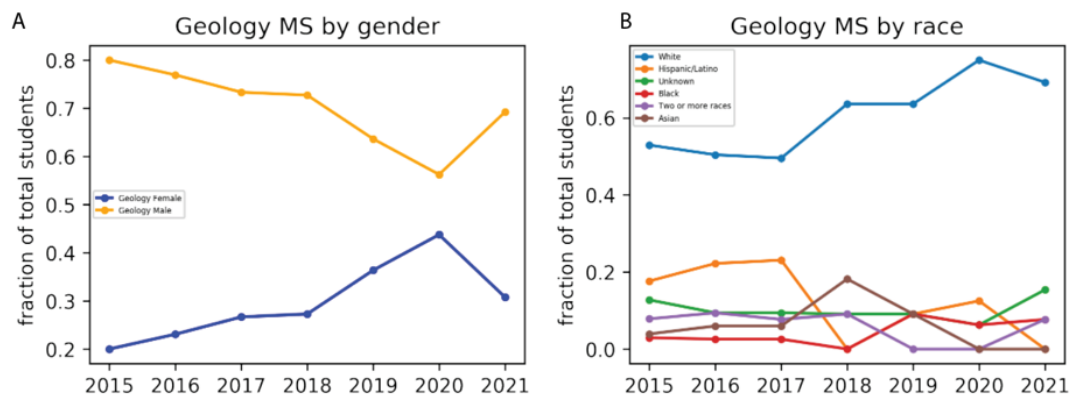 A
Geology MS by gender
fraction of total students
0.8
0.7
0.6
0.5
0.4
0.3
0.2
Geology Female
Geology Male
2015 2016 2017 2018 2019 2020 2021
B
Geology MS by race
fraction of total students
0.6
0.4
0.2
0.0
White
Hispanic/Latino
Unknown
Black
Two or more races
Asian
2015 2016 2017 2018 2019 2020 2021